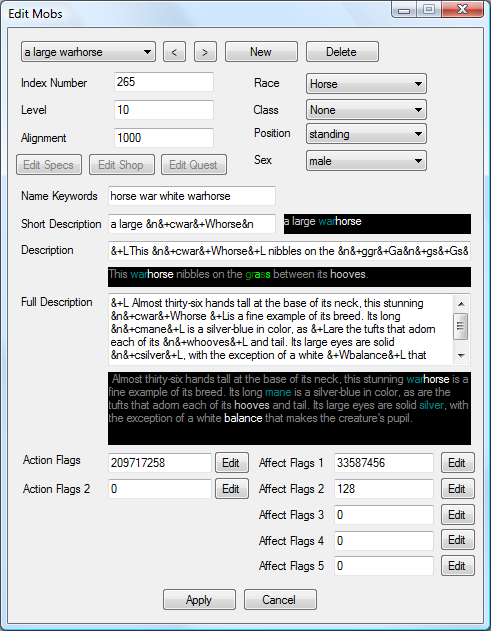 Edit Mobs
a large warhorse < > New Delete
Index Number 265 Race Horse
Level 10 Class None
Alignment 1000 Position standing
Edit Specs Edit Shop Edit Quest Sex male
Name Keywords horse war white warhorse
Short Description a large &n&+cwar&+Whorse&n a large warhorse
Description &+LThis &n&+cwar&+Whorse&+L nibbles on the &n&+ggr&+Ga&n&+gs&+Gs&
This warhorse nibbles on the grass between its hooves.
Full Description &+L Almost thirty-six hands tall at the base of its neck, this stunning
&n&+cwar&+Whorse &+Lis a fine example of its breed. Its long
&n&+cmane&+L is a silver-blue in color, as &+Lare the tufts that adorn
each of its &n&+whooves&+L and tail. Its large eyes are solid
&n&+csilver&+L, with the exception of a white &+Wbalance&+L that
Almost thirty-six hands tall at the base of its neck, this stunning warhorse is a
fine example of its breed. Its long mane is a silver-blue in color, as are the
tufts that adorn each of its hooves and tail. Its large eyes are solid silver, with
the exception of a white balance that makes the creature's pupil.
Action Flags 209717258 Edit Affect Flags 1 33587456 Edit
Action Flags 2 0 Edit Affect Flags 2 128 Edit
Affect Flags 3 0 Edit
Affect Flags 4 0 Edit
Affect Flags 5 0 Edit
Apply Cancel